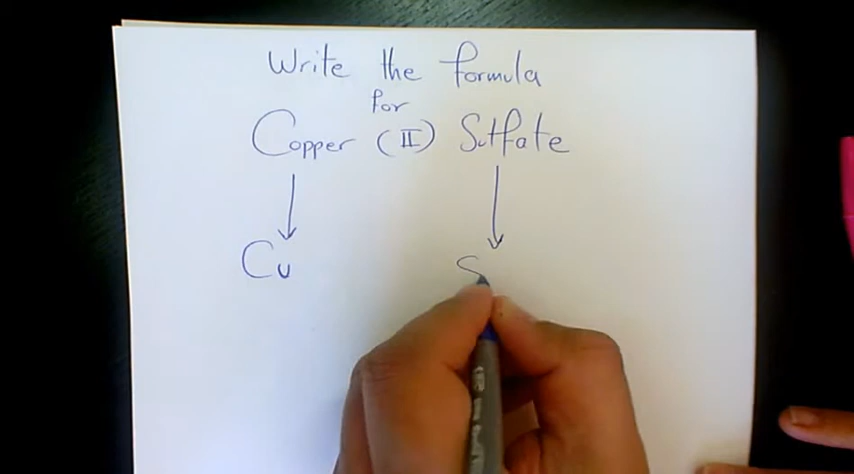 Write the formula
for
Copper (II) Sulfate
Cu S